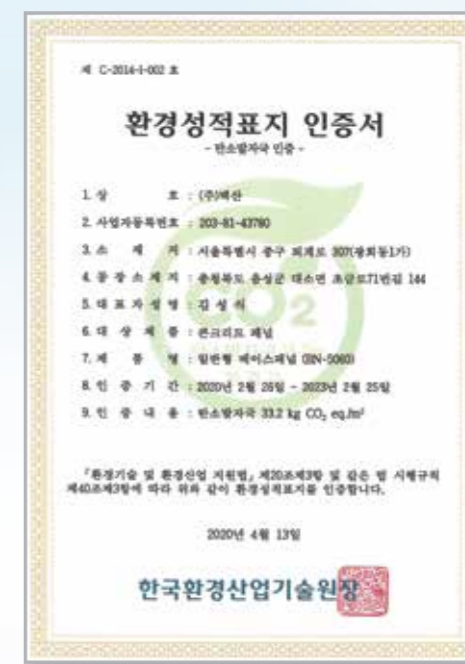 제 C-2014-I-002 호
환경성적표지 인증서
- 탄소발자국 인증 -
1. 상 호 : (주)백산
2. 사업자등록번호 : 203-81-43780
3. 소 재 지 : 서울특별시 중구 퇴계로 307(광희동1가)
4. 공 장 소 재 지 : 충청북도 음성군 대소면 144
5. 대 표 자 성 명 : 김성식
6. 대 상 제 품 : 콘크리트 패널
7. 제 품 명 : 일반형 베이스패널
8. 인 증 기 간 : 2020년 2월 26일 ~ 2023년 2월 25일
9. 인 증 내 용 : 탄소발자국 33.2 kg CO₂ eq./m²
CO2
「환경기술 및 환경산업 지원법」 제20조제3항 및 같은 법 시행규칙
제40조제3항에 따라 위와 같이 환경성적표지를 인증합니다.
2020년 4월 13일
한국환경산업기술원장